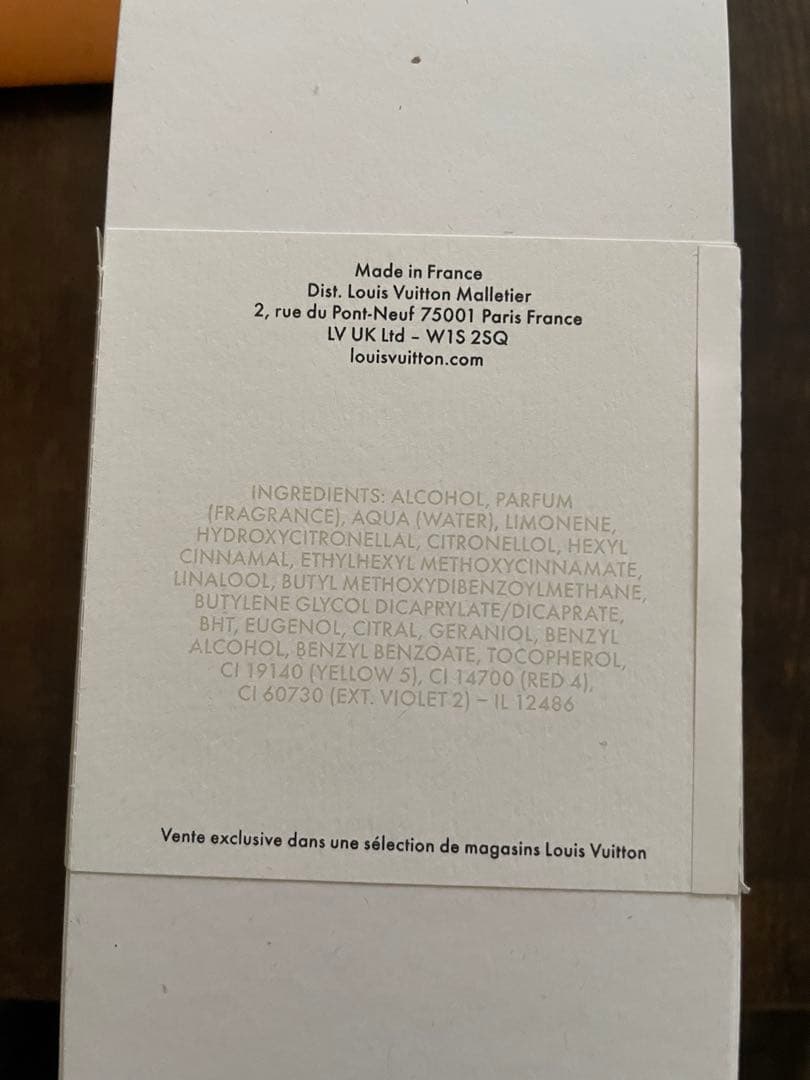 Made in France
Dist. Louis Vuitton Malletier
2, rue du Pont-Neuf 75001 Paris France
LV UK Ltd – W1S 2SQ
louisvuitton.com
INGREDIENTS: ALCOHOL, PARFUM
(FRAGRANCE), AQUA (WATER), LIMONENE,
HYDROXYCITRONELLAL, CITRONELLOL, HEXYL
CINNAMAL, ETHYLHEXYL METHOXYCINNAMATE,
LINALOOL, BUTYL METHOXYDIBENZOYLMETHANE,
BUTYLENE GLYCOL DICAPRYLATE/DICAPRATE,
BHT, EUGENOL, CITRAL, GERANIOL, BENZYL
ALCOHOL, BENZYL BENZOATE, TOCOPHEROL,
CI 19140 (YELLOW 5), CI 14700 (RED 4),
CI 60730 (EXT. VIOLET 2) – IL 12486
Vente exclusive dans une sélection de magasins Louis Vuitton